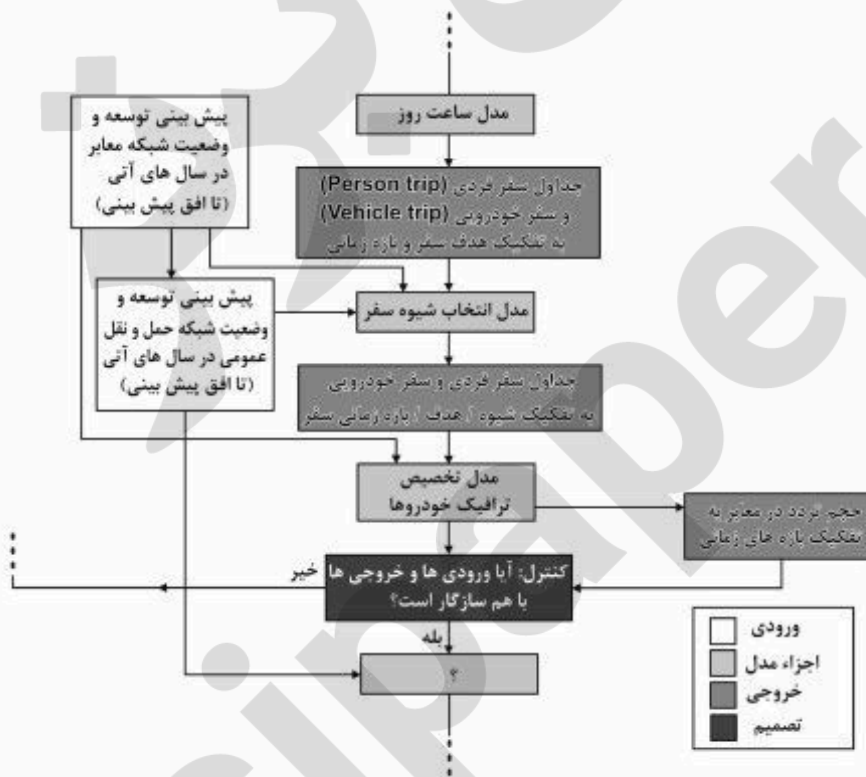 مدل ساعت روز
پیش بینی توسعه و
وضعیت شبکه معابر
در سال های آتی
(تا افق پیش بینی)
جداول سفر فردی (Person trip)
و سفر خودرویی (Vehicle trip)
به تفکیک هدف سفر و بازه زمانی
پیش بینی توسعه و
وضعیت شبکه حمل و نقل
عمومی در سال های آتی
(تا افق پیش بینی)
مدل انتخاب شیوه سفر
جداول سفر فردی و سفر خودرویی
به تفکیک شیوه / هدف / بازه زمانی سفر
مدل تخصیص
ترافیک خودروها
حجم تردد در معابر به
تفکیک بازه های زمانی
کنترل: آیا ورودی ها و خروجی ها
با هم سازگار است؟
خیر
بله
؟
ورودی
اجزاء مدل
خروجی
تصمیم